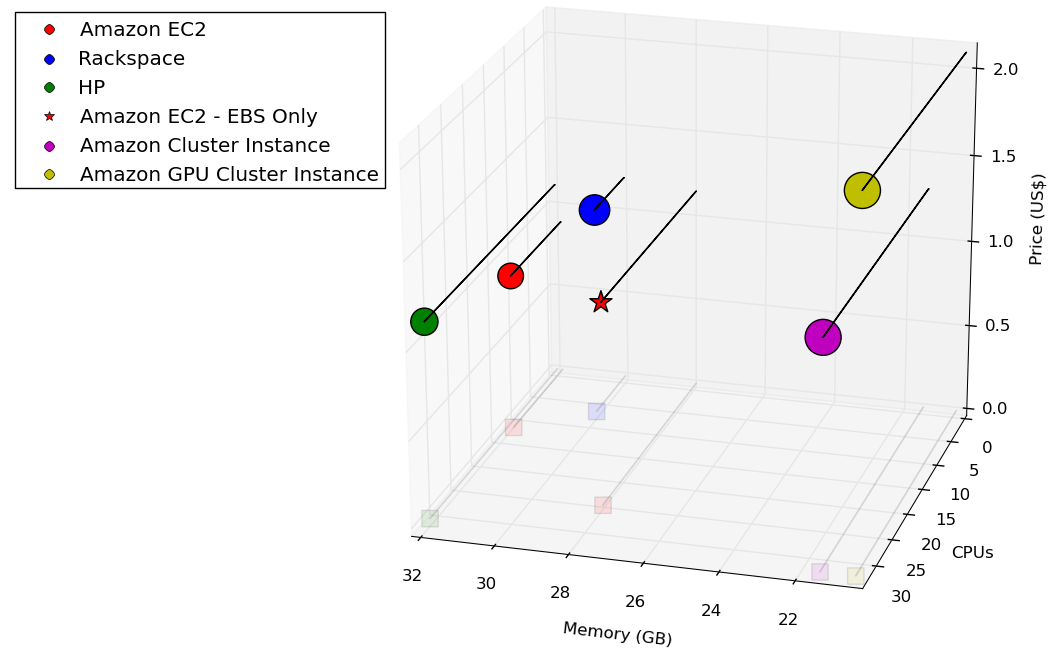 Amazon EC2
Rackspace
HP
Amazon EC2 - EBS Only
Amazon Cluster Instance
Amazon GPU Cluster Instance
2.0
1.5
1.0
0.5
0.0
Price (US$)
0
5
10
15
20
25
30
CPUs
32
30
28
26
24
22
Memory (GB)